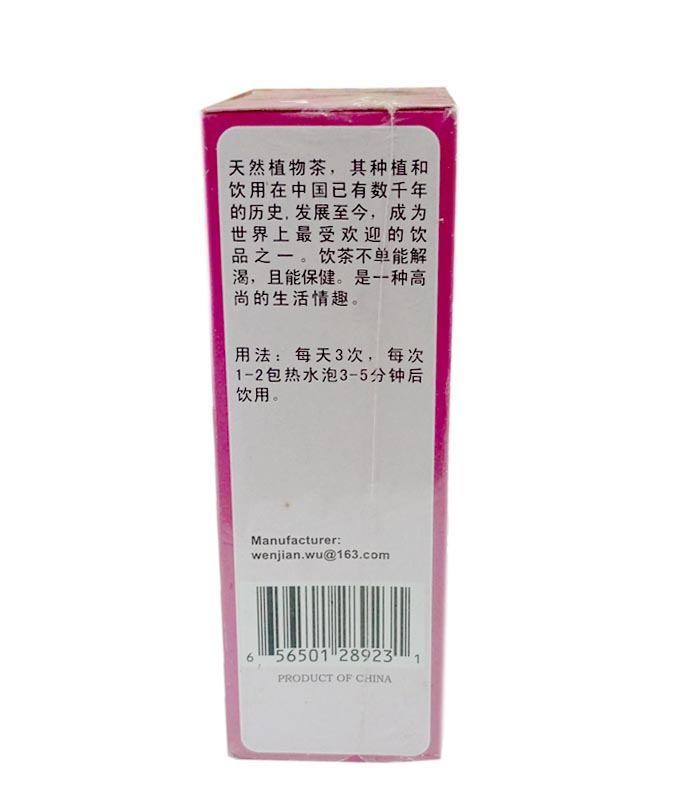 天然植物茶，其种植和
饮用在中国已有数千年
的历史,发展至今，成为
世界上最受欢迎的饮
品之一。饮茶不单能解
渴，且能保健。是一种高
尚的生活情趣。
用法：每天3次，每次
1-2包热水泡3-5分钟后
饮用。
Manufacturer:
wenjian.wu@163.com
6 56501 28923 1
PRODUCT OF CHINA